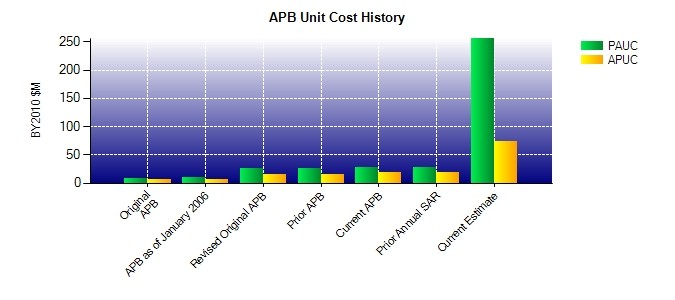 APB Unit Cost History
BY2010 $M
250
200
150
100
50
0
Original
APB
APB as of January 2006
Revised Original APB
Prior APB
Current APB
Prior Annual SAR
Current Estimate
PAUC
APUC